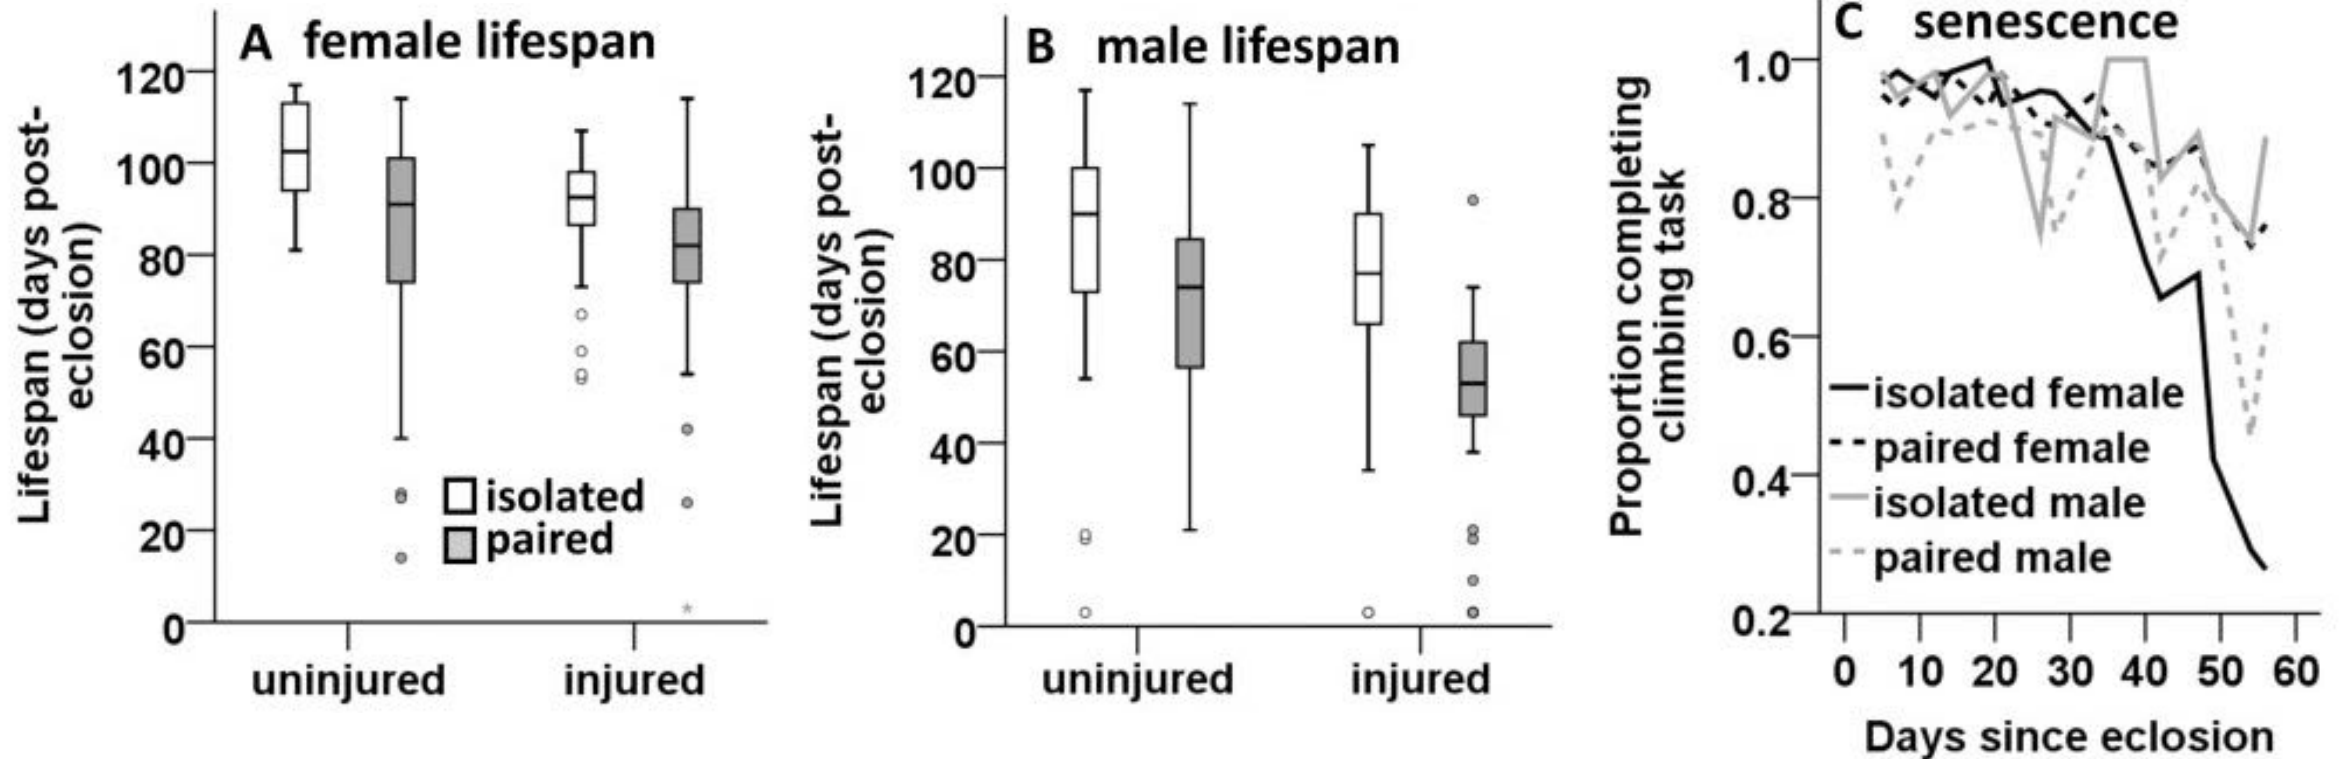 A female lifespan
Lifespan (days post-
eclosion)
120
100
80
60
40
20
0
isolated
paired
uninjured
injured
B male lifespan
Lifespan (days post-
eclosion)
120
100
80
60
40
20
0
uninjured
injured
C senescence
Proportion completing
climbing task
1.0
0.8
0.6
0.4
0.2
isolated female
paired female
isolated male
paired male
0 10 20 30 40 50 60
Days since eclosion